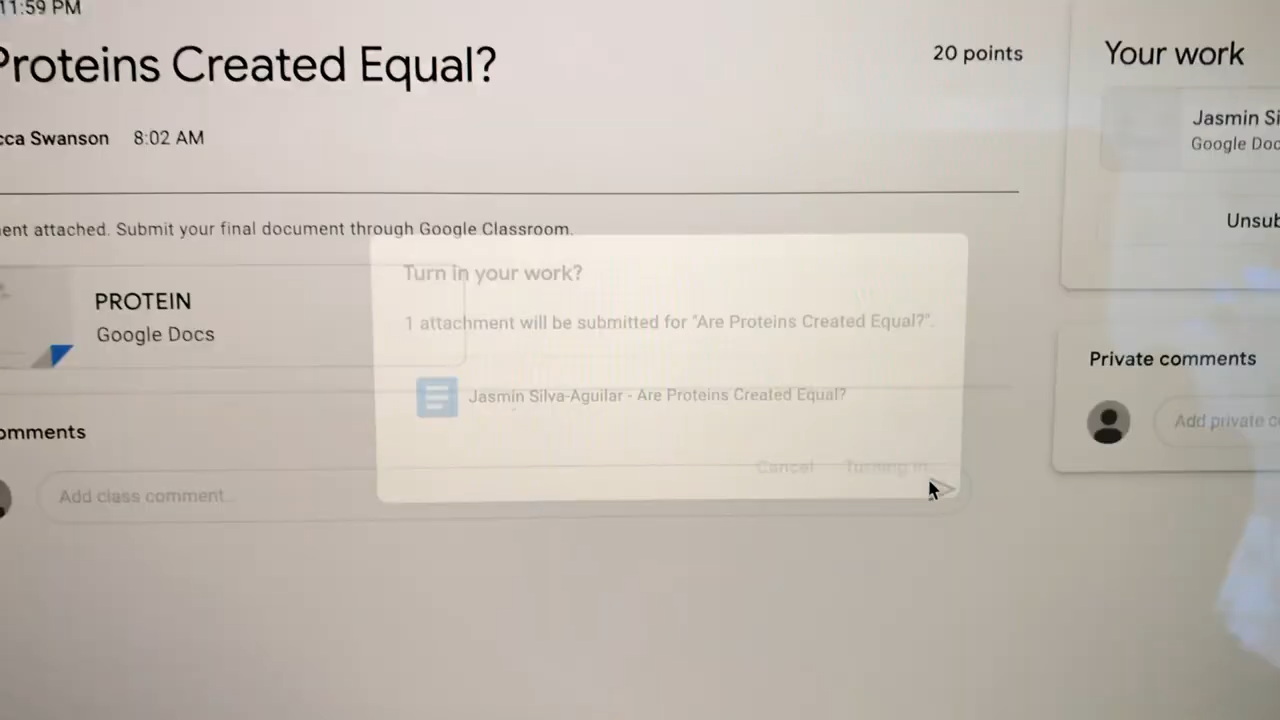 11:59 PM
Proteins Created Equal?
20 points
cca Swanson 8:02 AM
ent attached. Submit your final document through Google Classroom.
PROTEIN
Google Docs
omments
Add class comment...
Turn in your work?
1 attachment will be submitted for "Are Proteins Created Equal?".
Jasmin Silva-Aguilar - Are Proteins Created Equal?
Cancel Turning in
Your work
Jasmin Si
Google Doc
Unsub
Private comments
Add private c